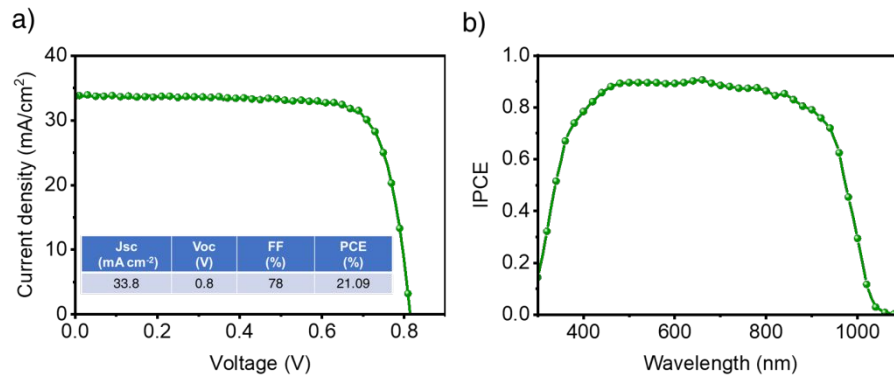 a)
Current density (mA/cm²)
40
30
20
10
0
Jsc Voc FF PCE
(mA cm⁻²) (V) (%) (%)
33.8 0.8 78 21.09
0.0 0.2 0.4 0.6 0.8
Voltage (V)
b)
IPCE
1.0
0.8
0.6
0.4
0.2
0.0
400 600 800 1000
Wavelength (nm)